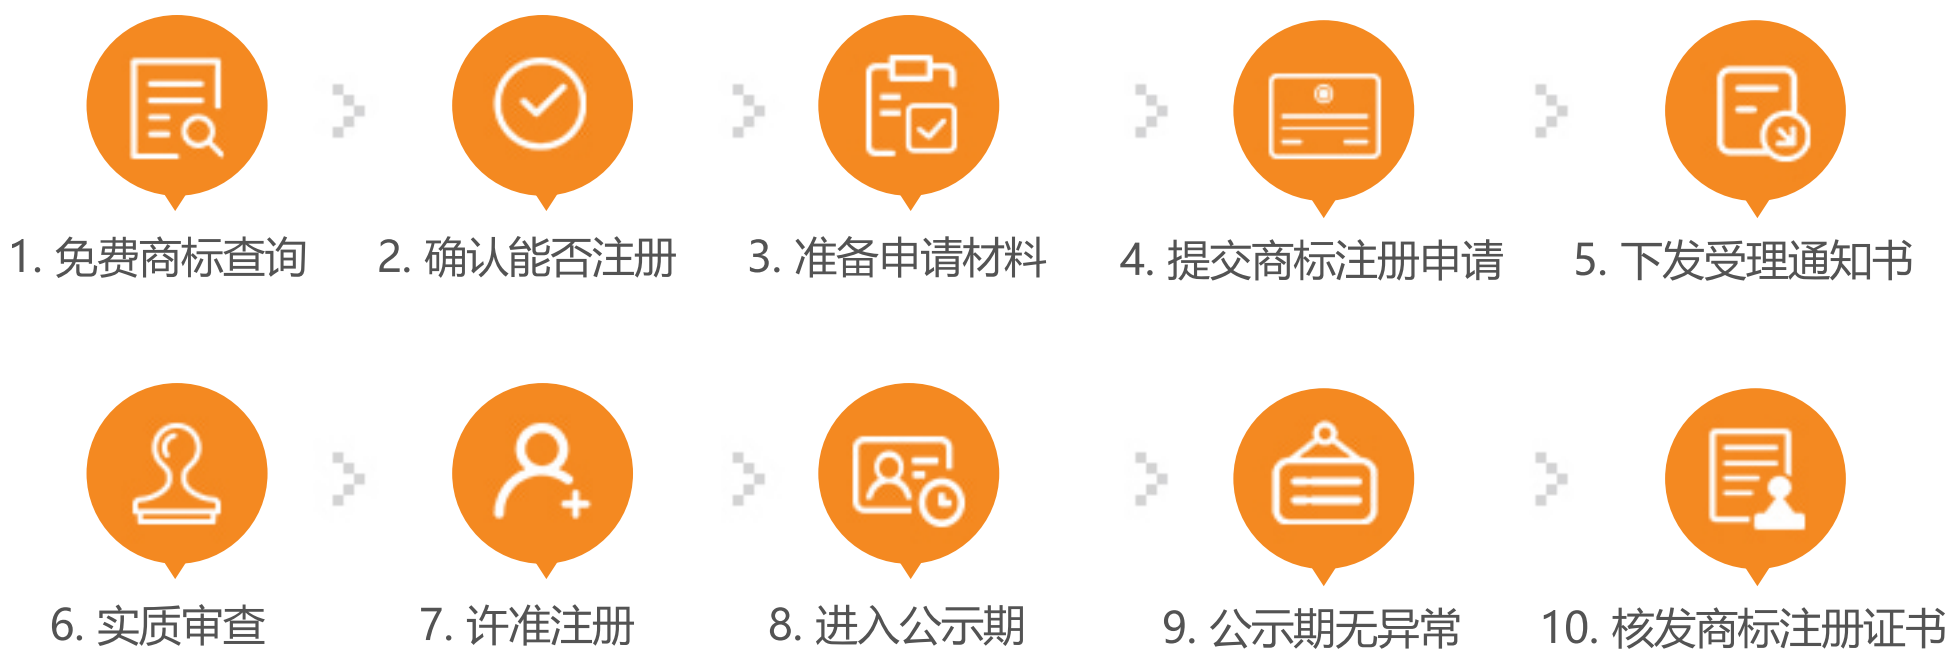 1. 免费商标查询
2. 确认能否注册
3. 准备申请材料
4. 提交商标注册申请
5. 下发受理通知书
6. 实质审查
7. 许准注册
8. 进入公示期
9. 公示期无异常
10. 核发商标注册证书